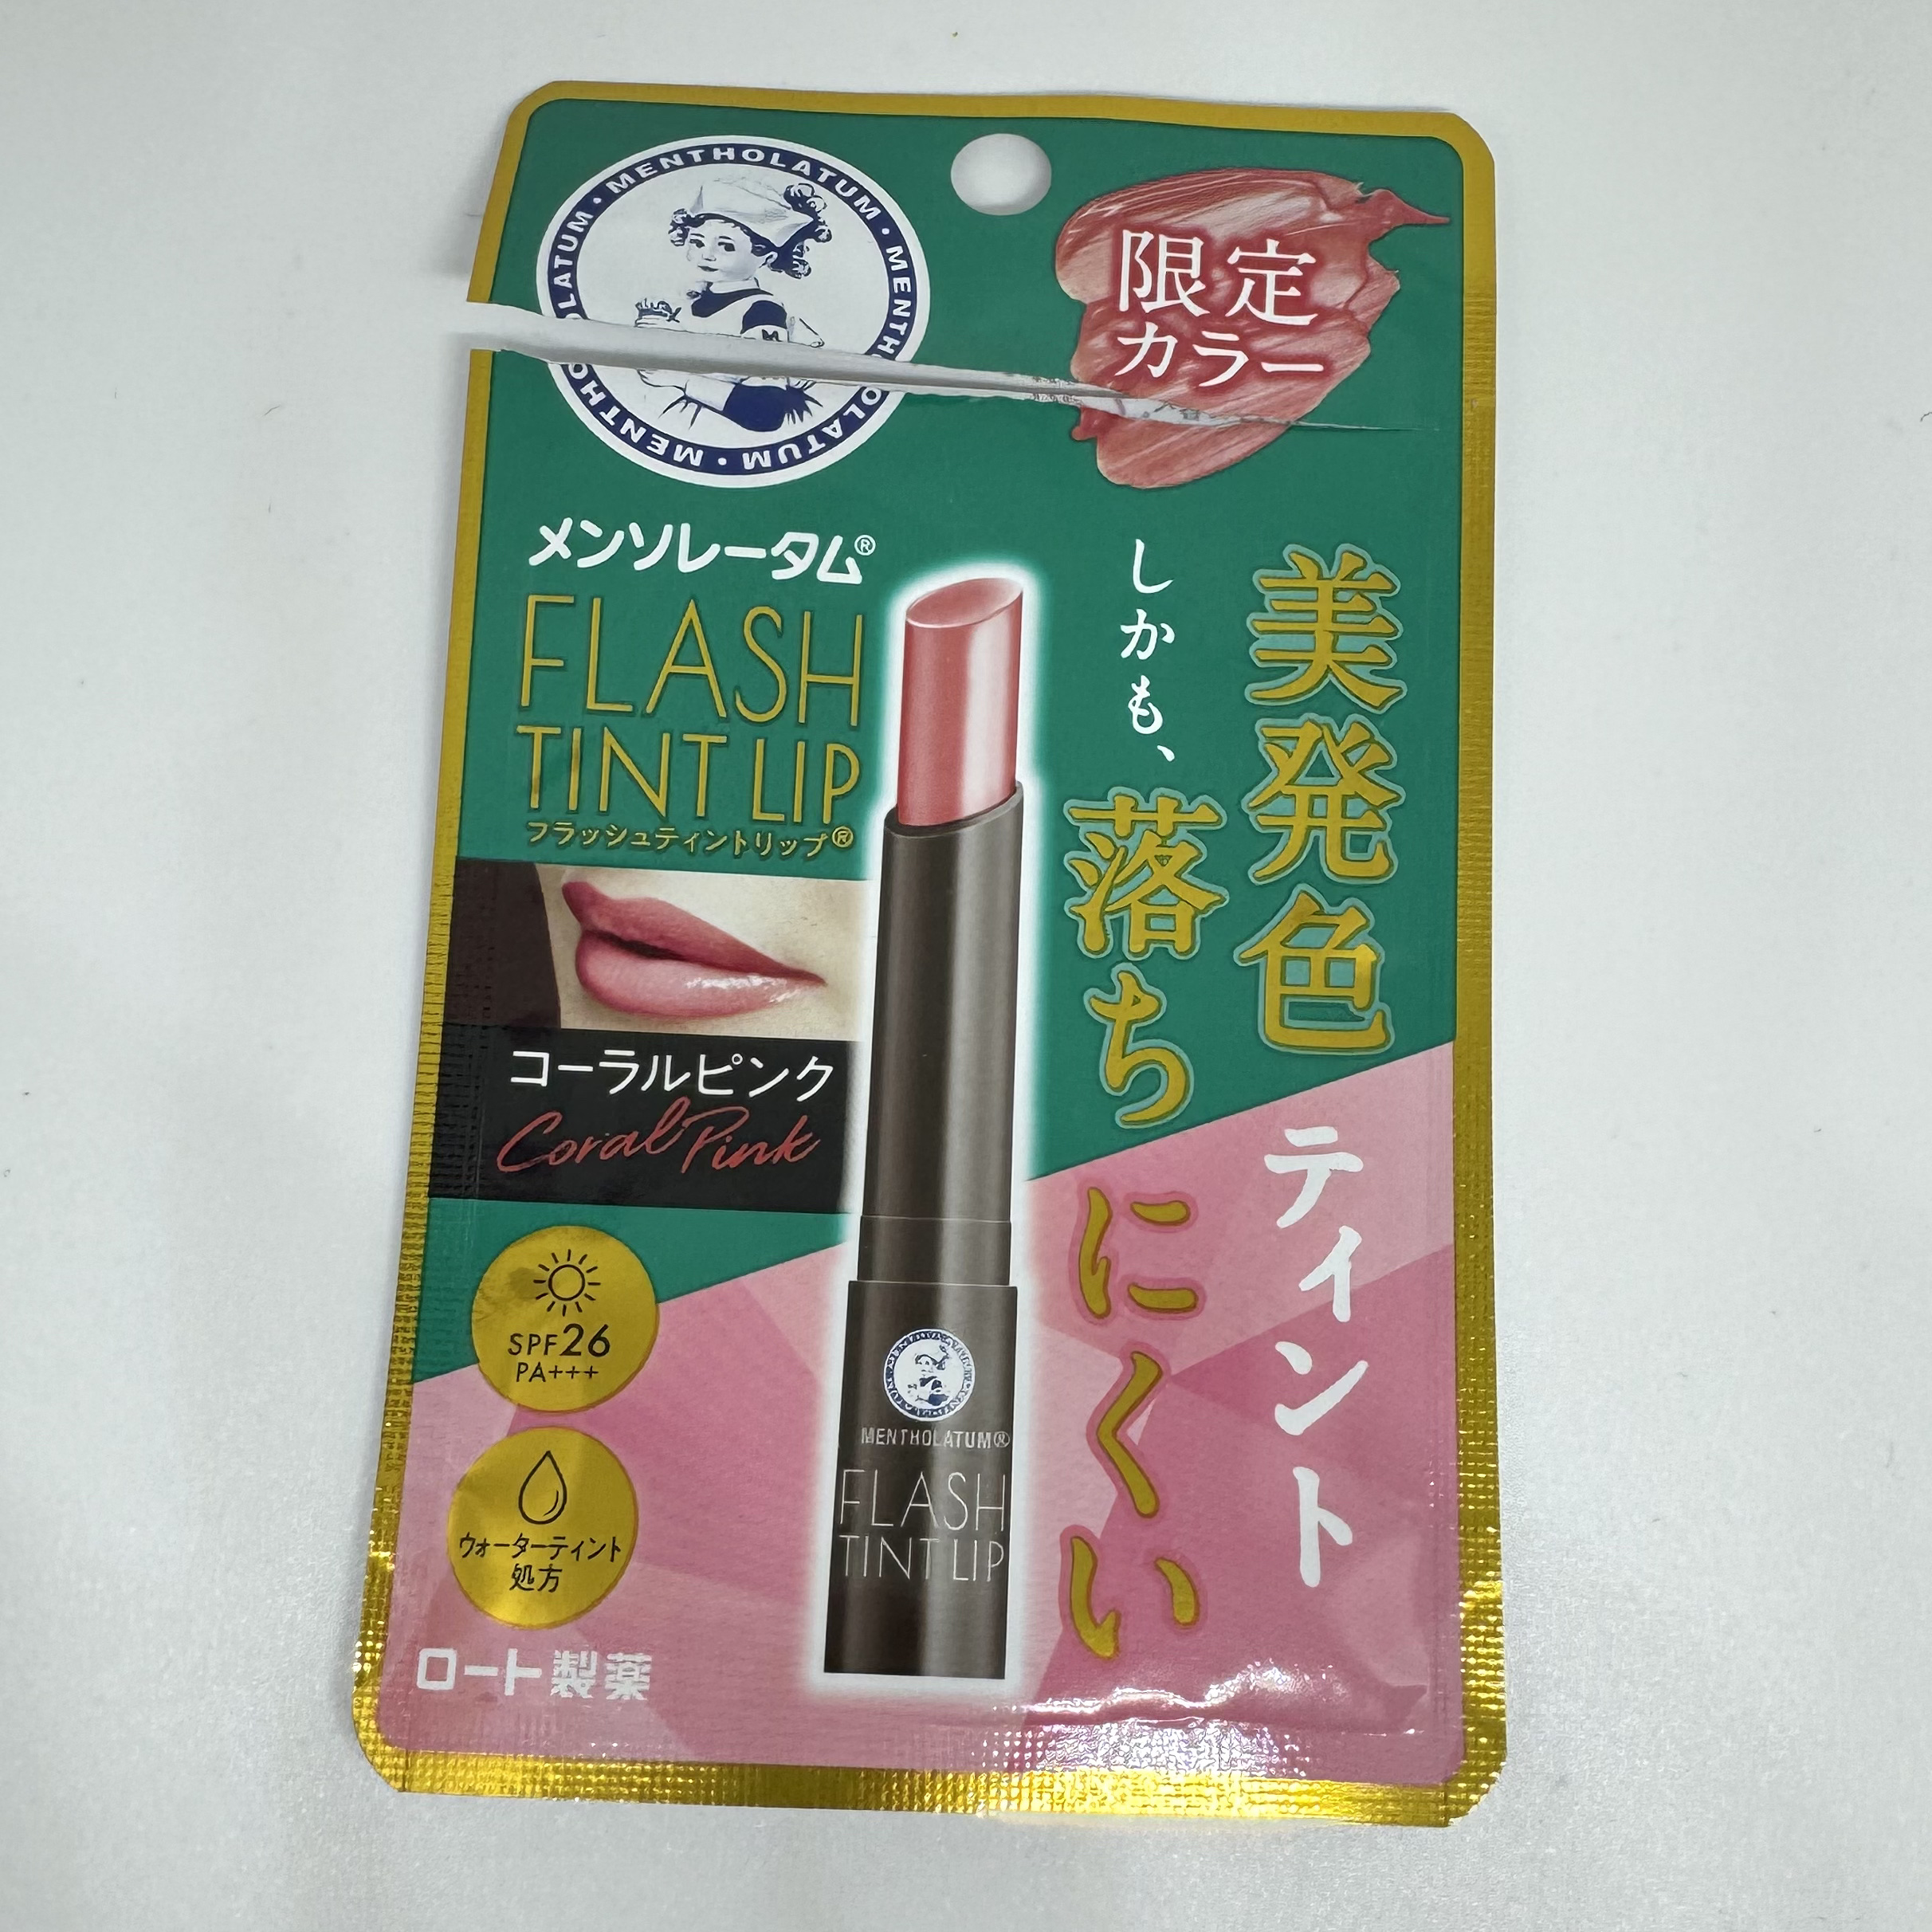 MENTHOLATUM・MENTHOLATUM・MENTHOLATUM・MENTHOLATUM・
限定
カラー
メンソレータム®
FLASH
TINT LIP
フラッシュティントリップ®
美発色ティント
しかも、落ちにくい
コーラルピンク
Coral Pink
SPF26
PA+++
ウォーターティント
処方
MENTHOLATUM®
FLASH
TINT LIP
ロート製薬